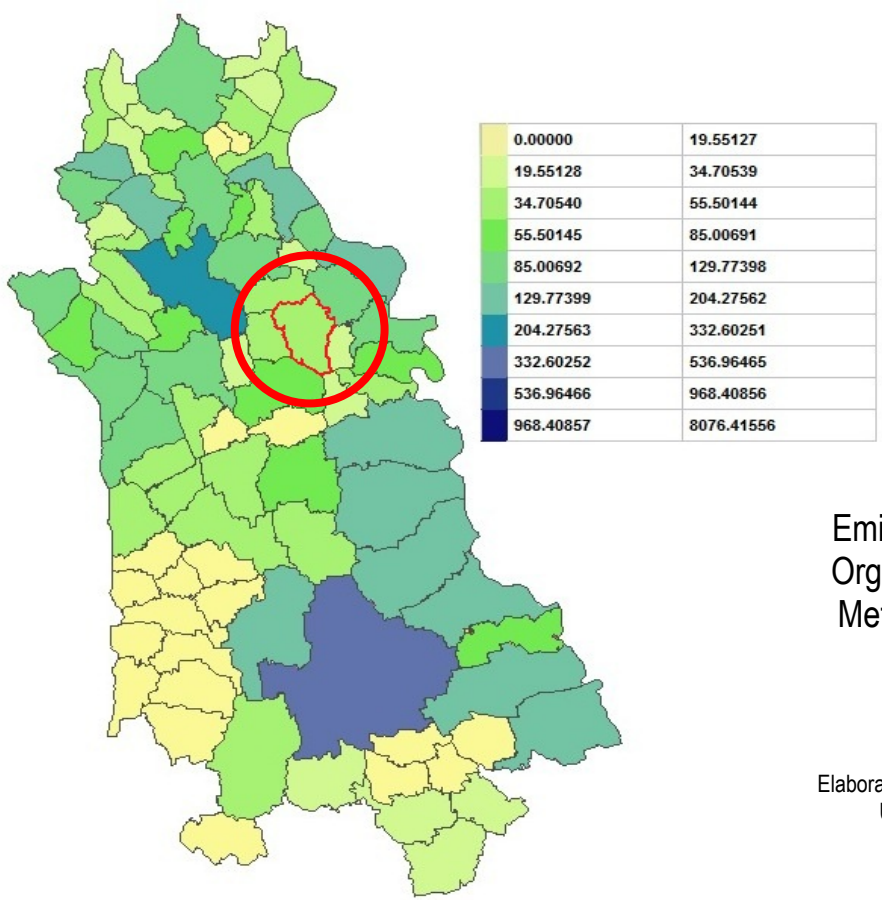 0.00000 19.55127
19.55128 34.70539
34.70540 55.50144
55.50145 85.00691
85.00692 129.77398
129.77399 204.27562
204.27563 332.60251
332.60252 536.96465
536.96466 968.40856
968.40857 8076.41556
Emi
Org
Met
Elabora